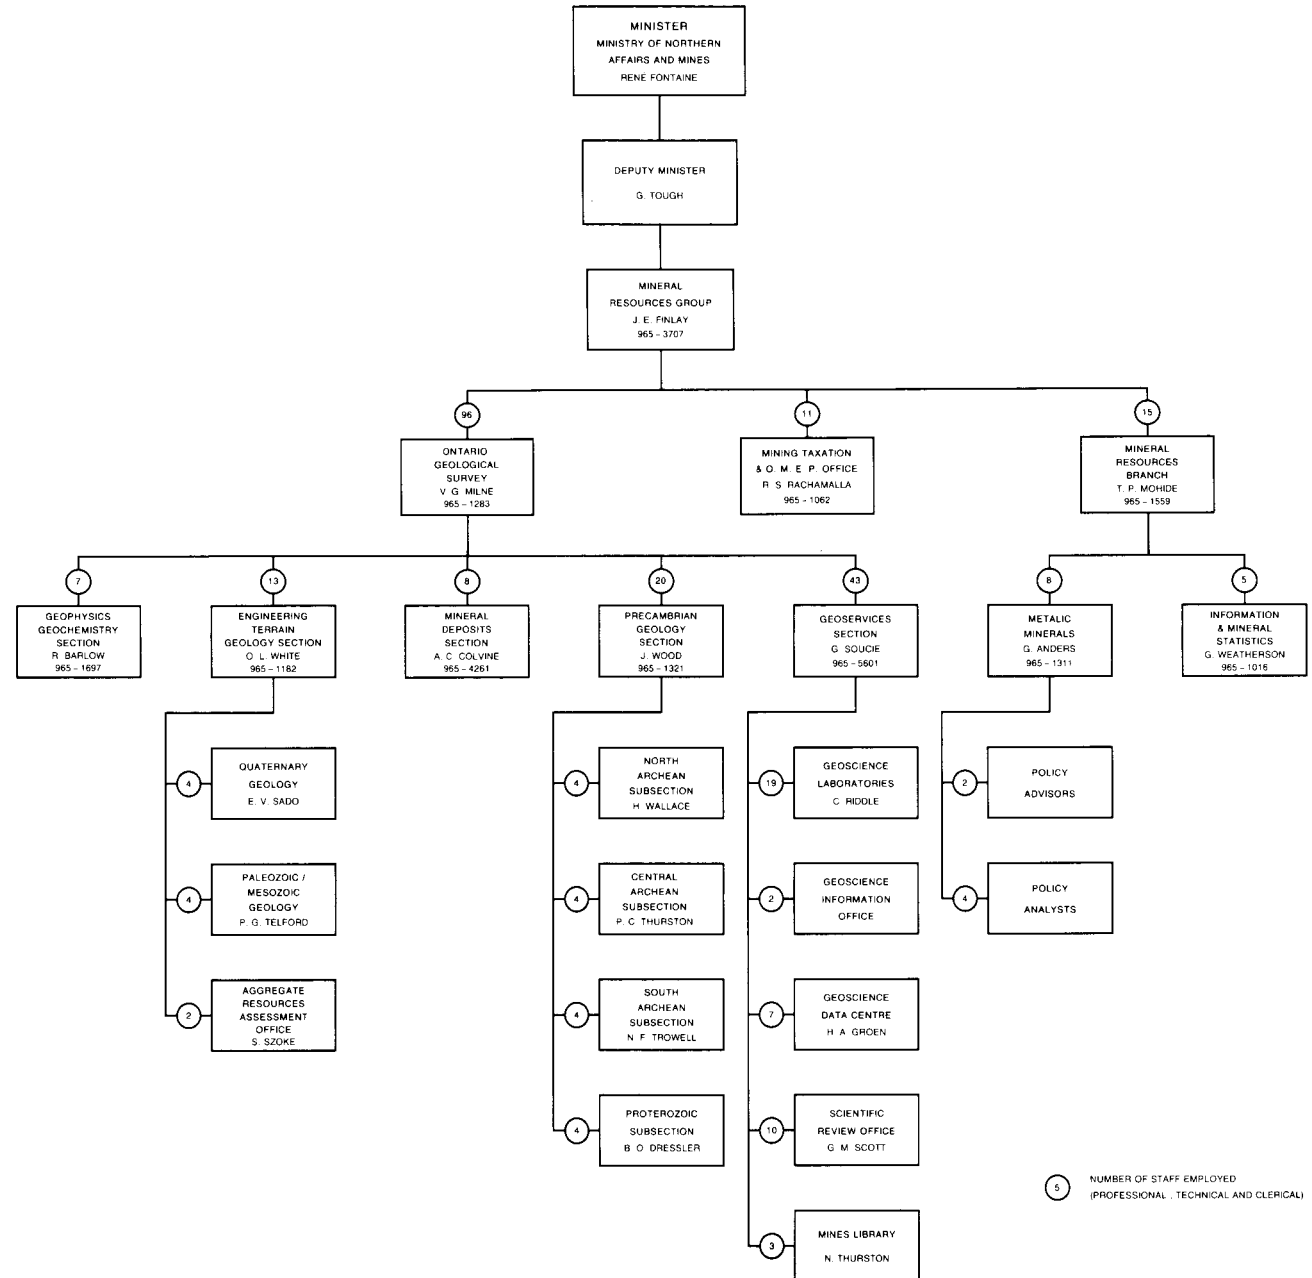 MINISTER
MINISTRY OF NORTHERN
AFFAIRS AND MINES
RENÉ FONTAINE
DEPUTY MINISTER
G. TOUGH
MINERAL
RESOURCES GROUP
J. E. FINLAY
965 - 3707
96
ONTARIO
GEOLOGICAL
SURVEY
V. G. MILNE
965 - 1283
11
MINING TAXATION
& O. M. E. P. OFFICE
R. S. RACHAMALLA
965 - 1062
15
MINERAL
RESOURCES
BRANCH
T. P. MOHIDE
965 - 1559
7
GEOPHYSICS
GEOCHEMISTRY
SECTION
R. BARLOW
965 - 1697
13
ENGINEERING
TERRAIN
GEOLOGY SECTION
O. L. WHITE
965 - 1182
8
MINERAL
DEPOSITS
SECTION
A. C. COLVINE
965 - 4261
20
PRECAMBRIAN
GEOLOGY
SECTION
J. WOOD
965 - 1321
43
GEOSERVICES
SECTION
G. SOUCIE
965 - 5601
8
METALIC
MINERALS
G. ANDERS
965 - 1311
5
INFORMATION
& MINERAL
STATISTICS
G. WEATHERSON
965 - 1016
4
QUATERNARY
GEOLOGY
E. V. SADO
4
PALEOZOIC /
MESOZOIC
GEOLOGY
P. G. TELFORD
2
AGGREGATE
RESOURCES
ASSESSMENT
OFFICE
S. SZOKE
4
NORTH
ARCHEAN
SUBSECTION
H. WALLACE
4
CENTRAL
ARCHEAN
SUBSECTION
P. C. THURSTON
4
SOUTH
ARCHEAN
SUBSECTION
N. F. TROWELL
4
PROTEROZOIC
SUBSECTION
B. O. DRESSLER
19
GEOSCIENCE
LABORATORIES
C. RIDDLE
2
GEOSCIENCE
INFORMATION
OFFICE
7
GEOSCIENCE
DATA CENTRE
H. A. GROEN
10
SCIENTIFIC
REVIEW OFFICE
G. M. SCOTT
3
MINES LIBRARY
N. THURSTON
2
POLICY
ADVISORS
4
POLICY
ANALYSTS
5
NUMBER OF STAFF EMPLOYED
(PROFESSIONAL , TECHNICAL AND CLERICAL)